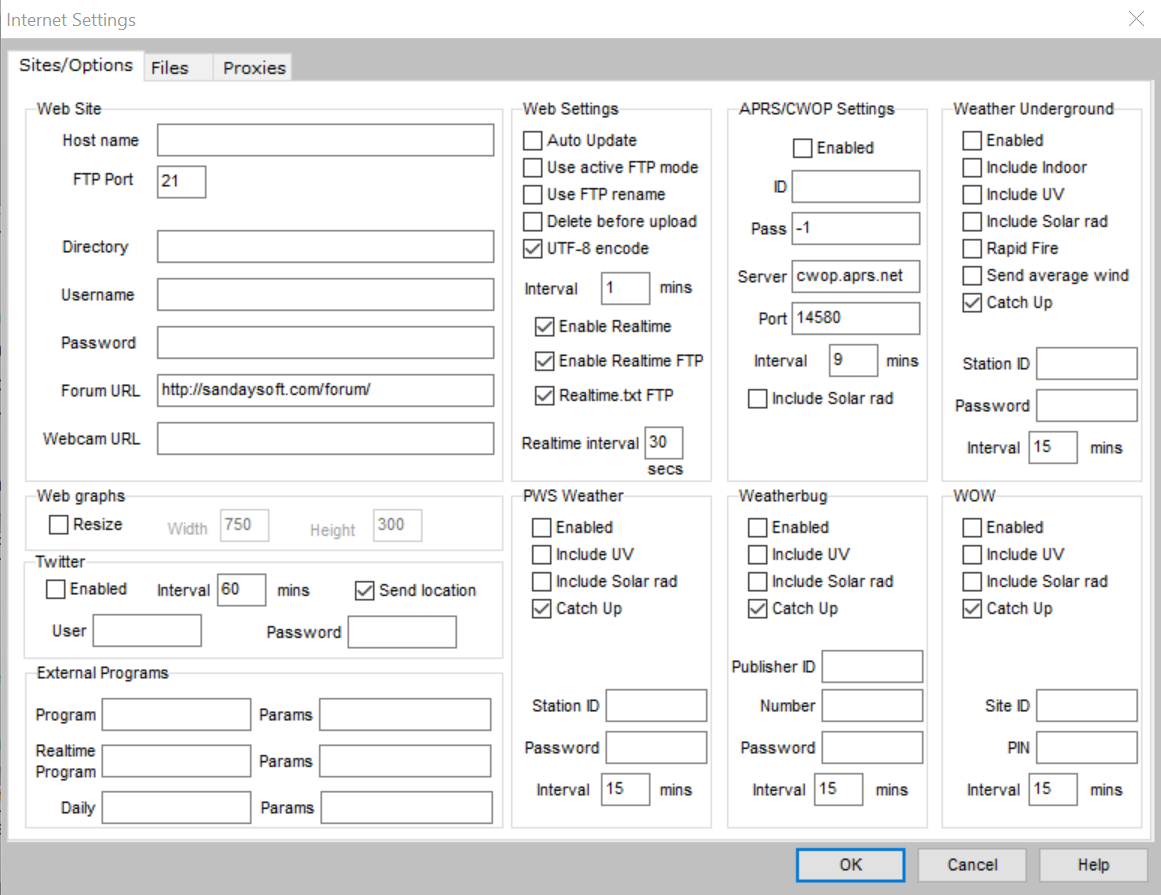 Internet Settings
Sites/Options Files Proxies
Web Site
Host name
FTP Port 21
Directory
Username
Password
Forum URL http://sandaysoft.com/forum/
Webcam URL
Web Settings
Auto Update
Use active FTP mode
Use FTP rename
Delete before upload
UTF-8 encode
Interval 1 mins
Enable Realtime
Enable Realtime FTP
Realtime.txt FTP
Realtime interval 30
secs
APRS/CWOP Settings
Enabled
ID
Pass -1
Server cwop.aprs.net
Port 14580
Interval 9 mins
Include Solar rad
Weather Underground
Enabled
Include Indoor
Include UV
Include Solar rad
Rapid Fire
Send average wind
Catch Up
Station ID
Password
Interval 15 mins
Web graphs
Resize Width 750 Height 300
Twitter
Enabled Interval 60 mins Send location
User Password
External Programs
Program Params
Realtime
Program Params
Daily Params
PWS Weather
Enabled
Include UV
Include Solar rad
Catch Up
Station ID
Password
Interval 15 mins
Weatherbug
Enabled
Include UV
Include Solar rad
Catch Up
Publisher ID
Number
Password
Interval 15 mins
WOW
Enabled
Include UV
Include Solar rad
Catch Up
Site ID
PIN
Interval 15 mins
OK Cancel Help